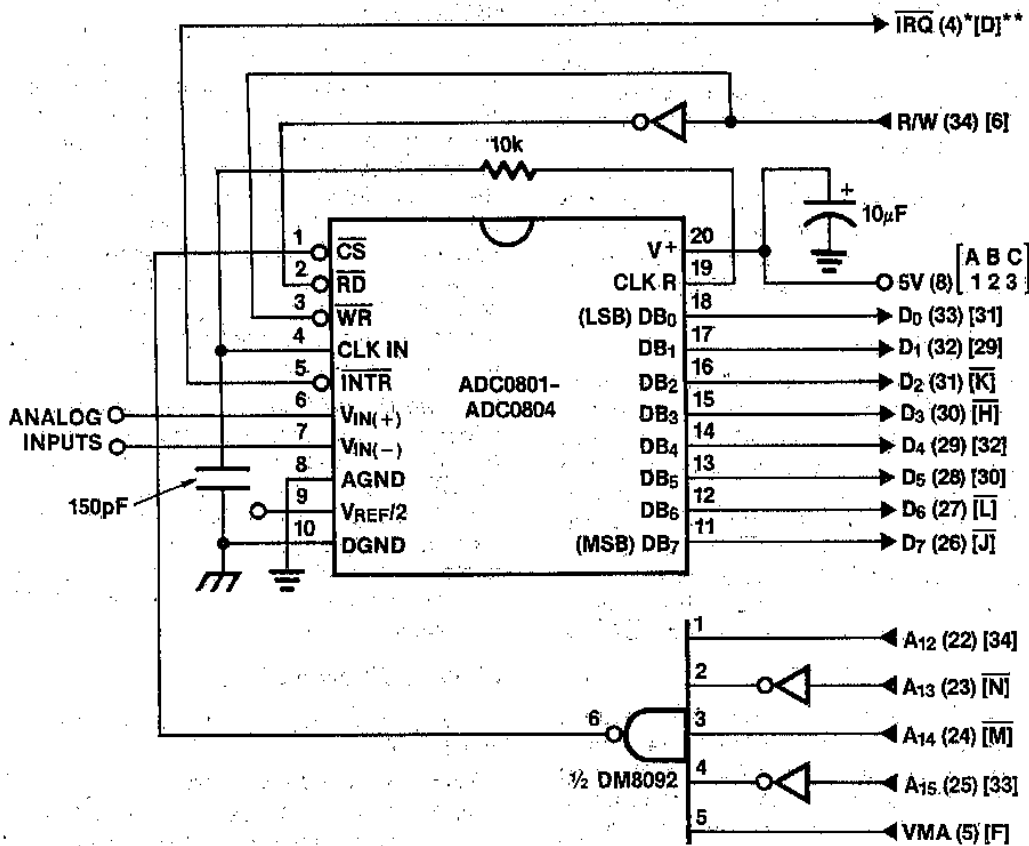 I̅R̅Q̅ (4)*[D]**
R/W (34) [6]
10k
+
10µF
1
C̅S̅
2
R̅D̅
3
W̅R̅
4
CLK IN
5
I̅N̅T̅R̅
6
VIN(+)
7
VIN(−)
8
AGND
9
VREF/2
10
DGND
ANALOG
INPUTS
150pF
ADC0801-
ADC0804
V+
20
CLK R
19
(LSB) DB0
18
DB1
17
DB2
16
DB3
15
DB4
14
DB5
13
DB6
12
(MSB) DB7
11
5V (8) [A B C
1 2 3]
D0 (33) [31]
D1 (32) [29]
D2 (31) [K̅]
D3 (30) [H̅]
D4 (29) [32]
D5 (28) [30]
D6 (27) [L̅]
D7 (26) [J̅]
1
A12 (22) [34]
2
A13 (23) [N̅]
6
3
A14 (24) [M̅]
½ DM8092
4
A15 (25) [33]
5
VMA (5) [F]